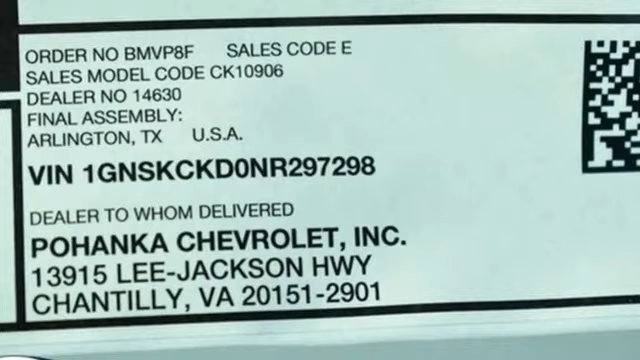 ORDER NO BMVP8F SALES CODE E
SALES MODEL CODE CK10906
DEALER NO 14630
FINAL ASSEMBLY:
ARLINGTON, TX U.S.A.
VIN 1GNSKCKD0NR297298
DEALER TO WHOM DELIVERED
POHANKA CHEVROLET, INC.
13915 LEE-JACKSON HWY
CHANTILLY, VA 20151-2901